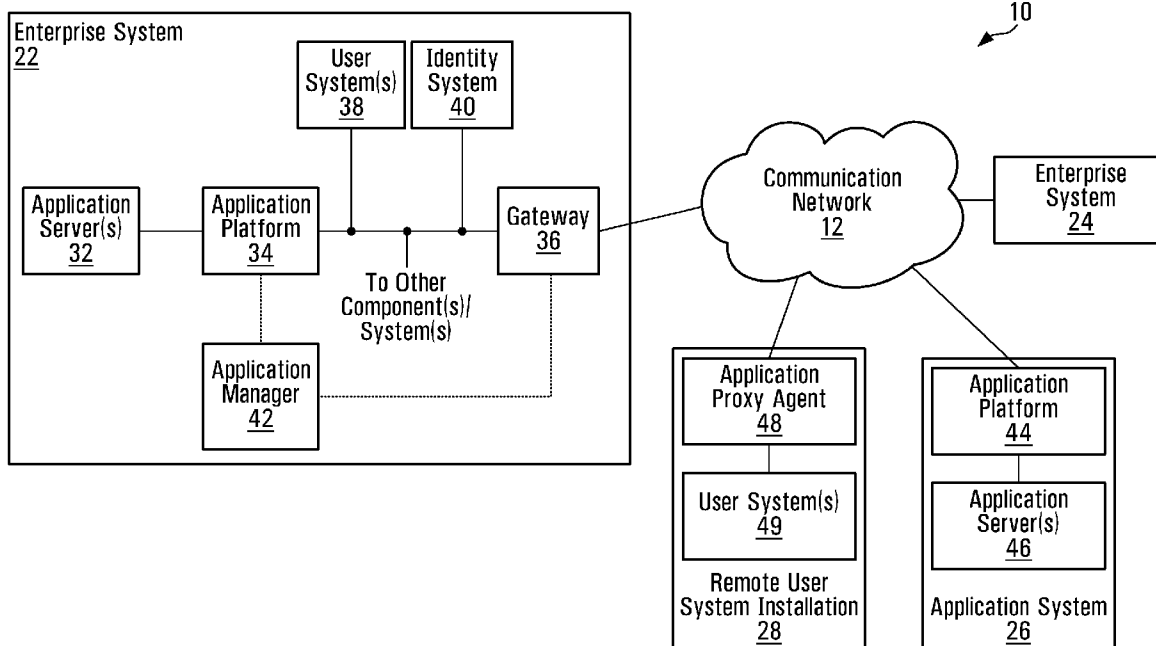 10
Enterprise System
22
User
System(s)
38
Identity
System
40
Application
Server(s)
32
Application
Platform
34
Gateway
36
To Other
Component(s)/
System(s)
Application
Manager
42
Communication
Network
12
Enterprise
System
24
Application
Proxy Agent
48
User System(s)
49
Remote User
System Installation
28
Application
Platform
44
Application
Server(s)
46
Application System
26